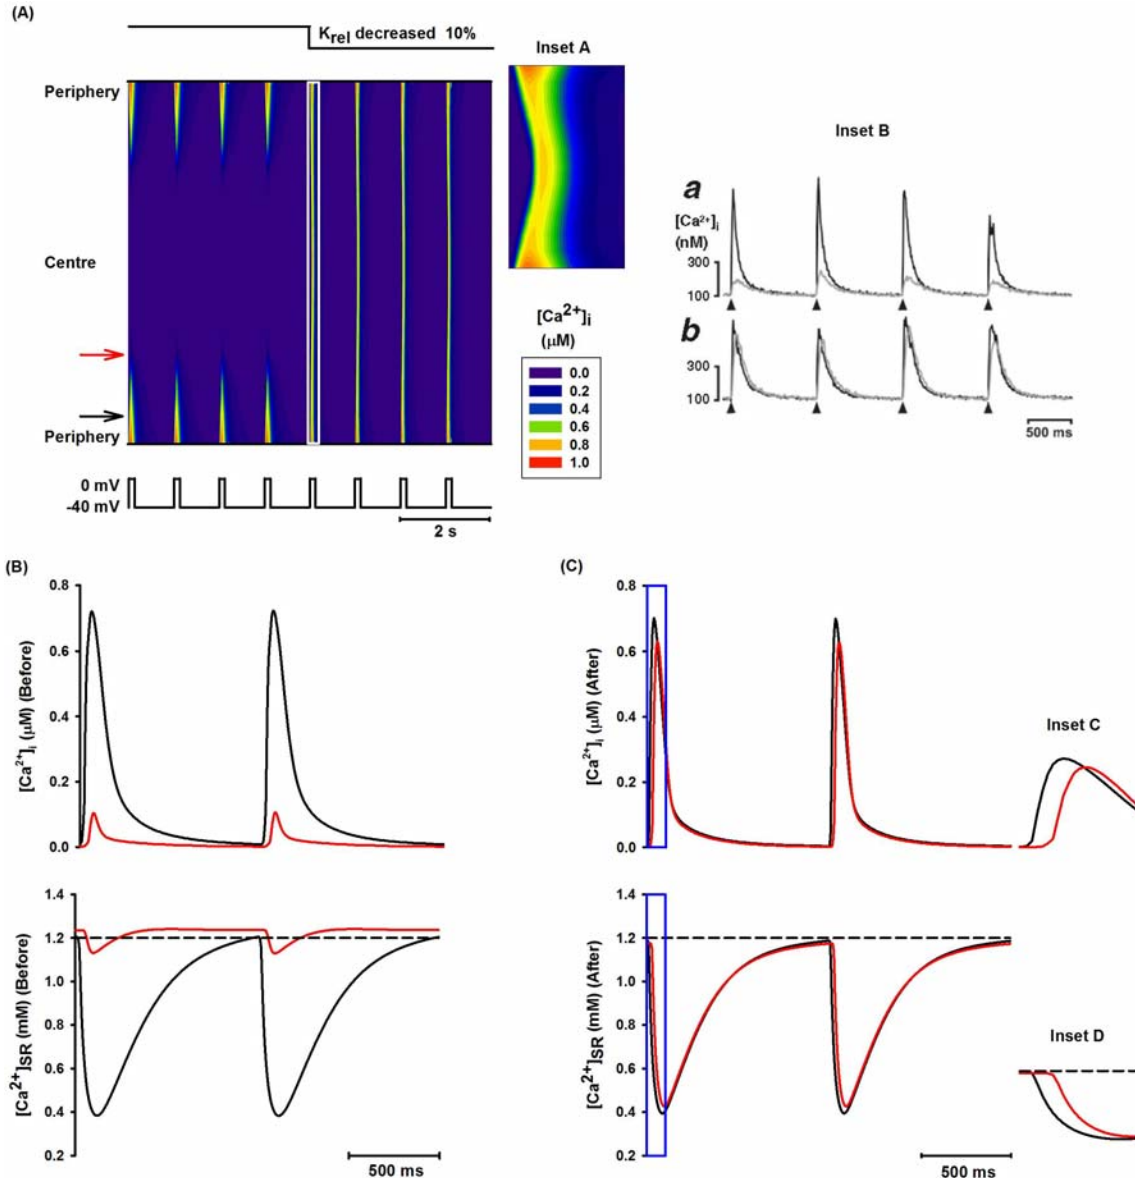 (A)
K_rel decreased 10%
Inset A
Periphery
Centre
Periphery
0 mV
-40 mV
2 s
[Ca2+]i
(μM)
0.0
0.2
0.4
0.6
0.8
1.0
Inset B
a
[Ca2+]i
(nM)
300
100
b
300
100
500 ms
(B)
[Ca2+]i (μM) (Before)
0.8
0.6
0.4
0.2
0.0
[Ca2+]SR (mM) (Before)
1.4
1.2
1.0
0.8
0.6
0.4
0.2
500 ms
(C)
[Ca2+]i (μM) (After)
0.8
0.6
0.4
0.2
0.0
Inset C
[Ca2+]SR (mM) (After)
1.4
1.2
1.0
0.8
0.6
0.4
0.2
Inset D
500 ms